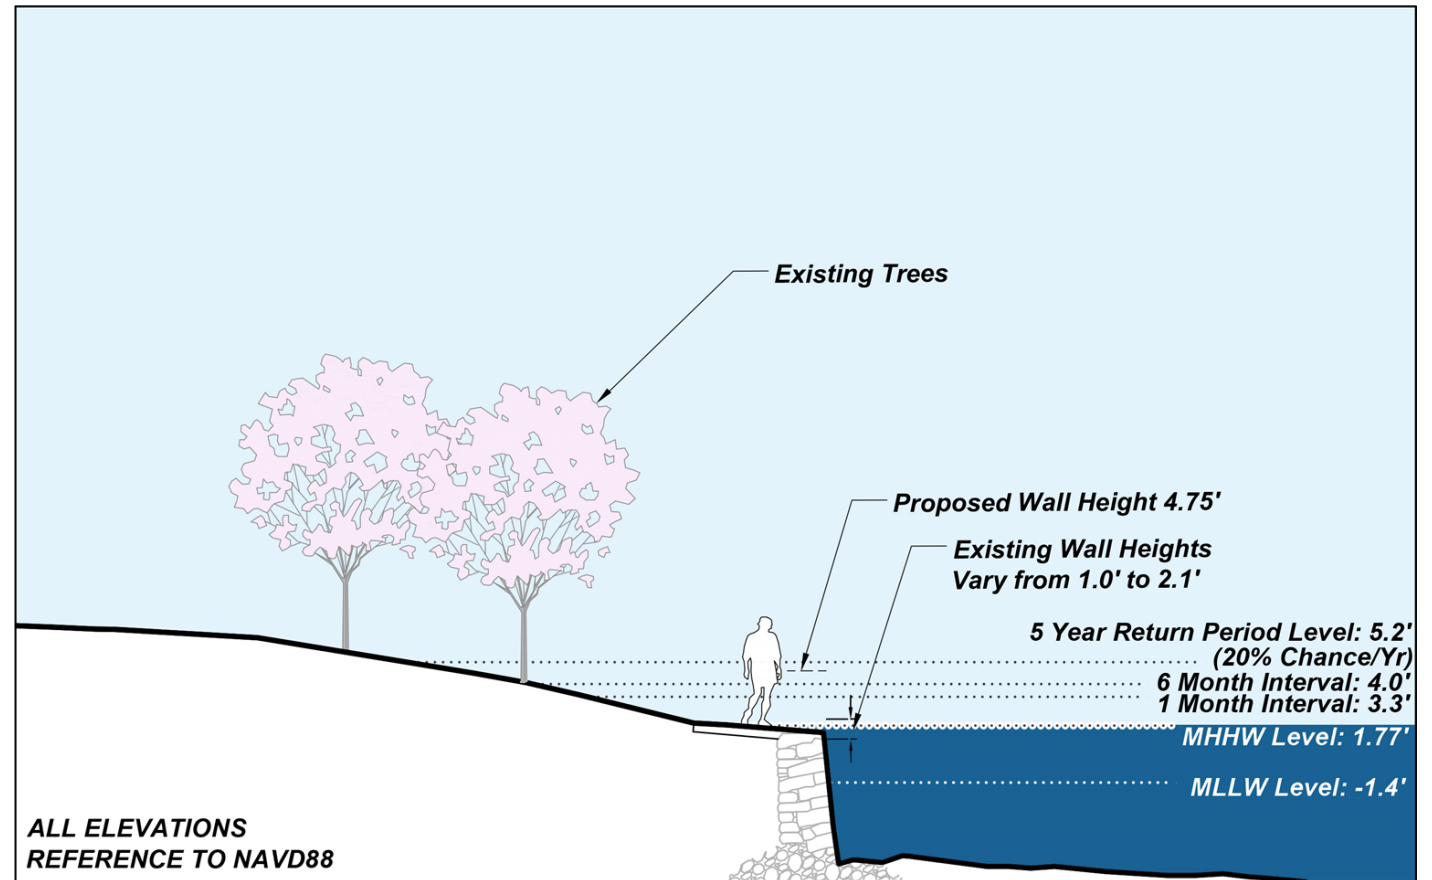 Existing Trees
Proposed Wall Height 4.75'
Existing Wall Heights
Vary from 1.0' to 2.1'
5 Year Return Period Level: 5.2'
(20% Chance/Yr)
6 Month Interval: 4.0'
1 Month Interval: 3.3'
MHHW Level: 1.77'
MLLW Level: -1.4'
ALL ELEVATIONS
REFERENCE TO NAVD88